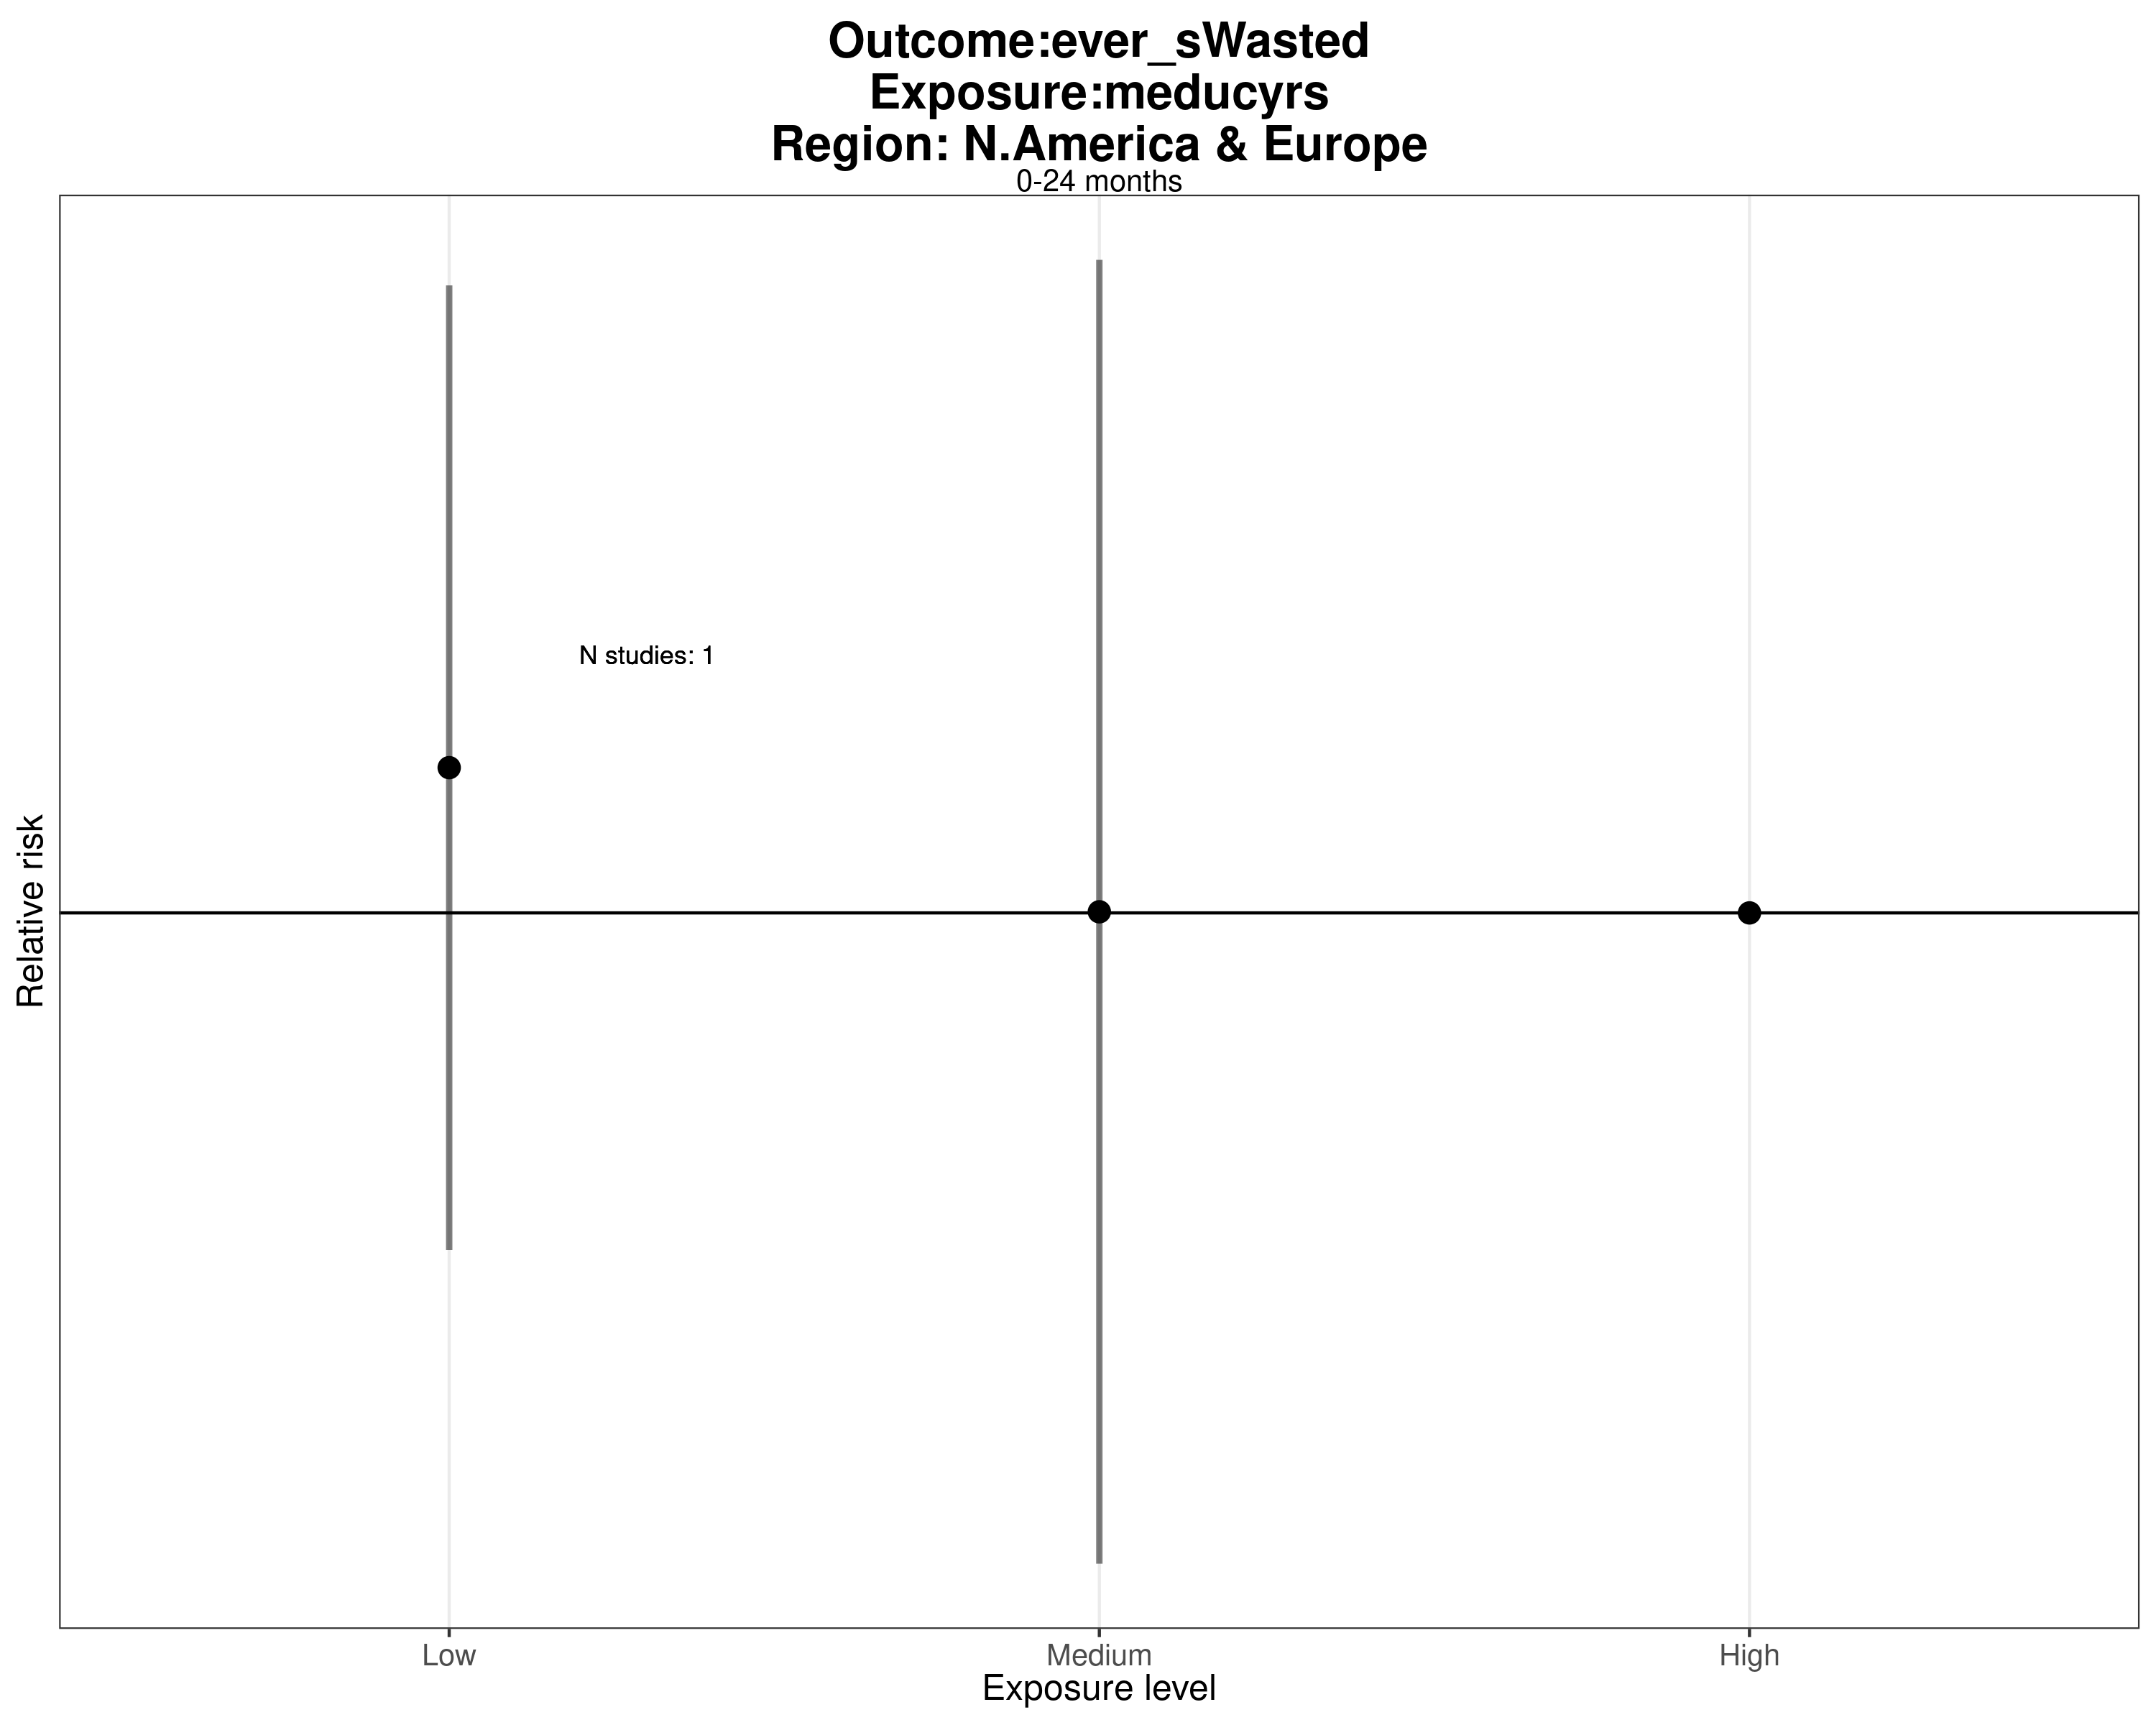 Outcome:ever_sWasted
Exposure:meducyrs
Region: N.America & Europe
0-24 months
N studies: 1
Relative risk
Low
Medium
High
Exposure level